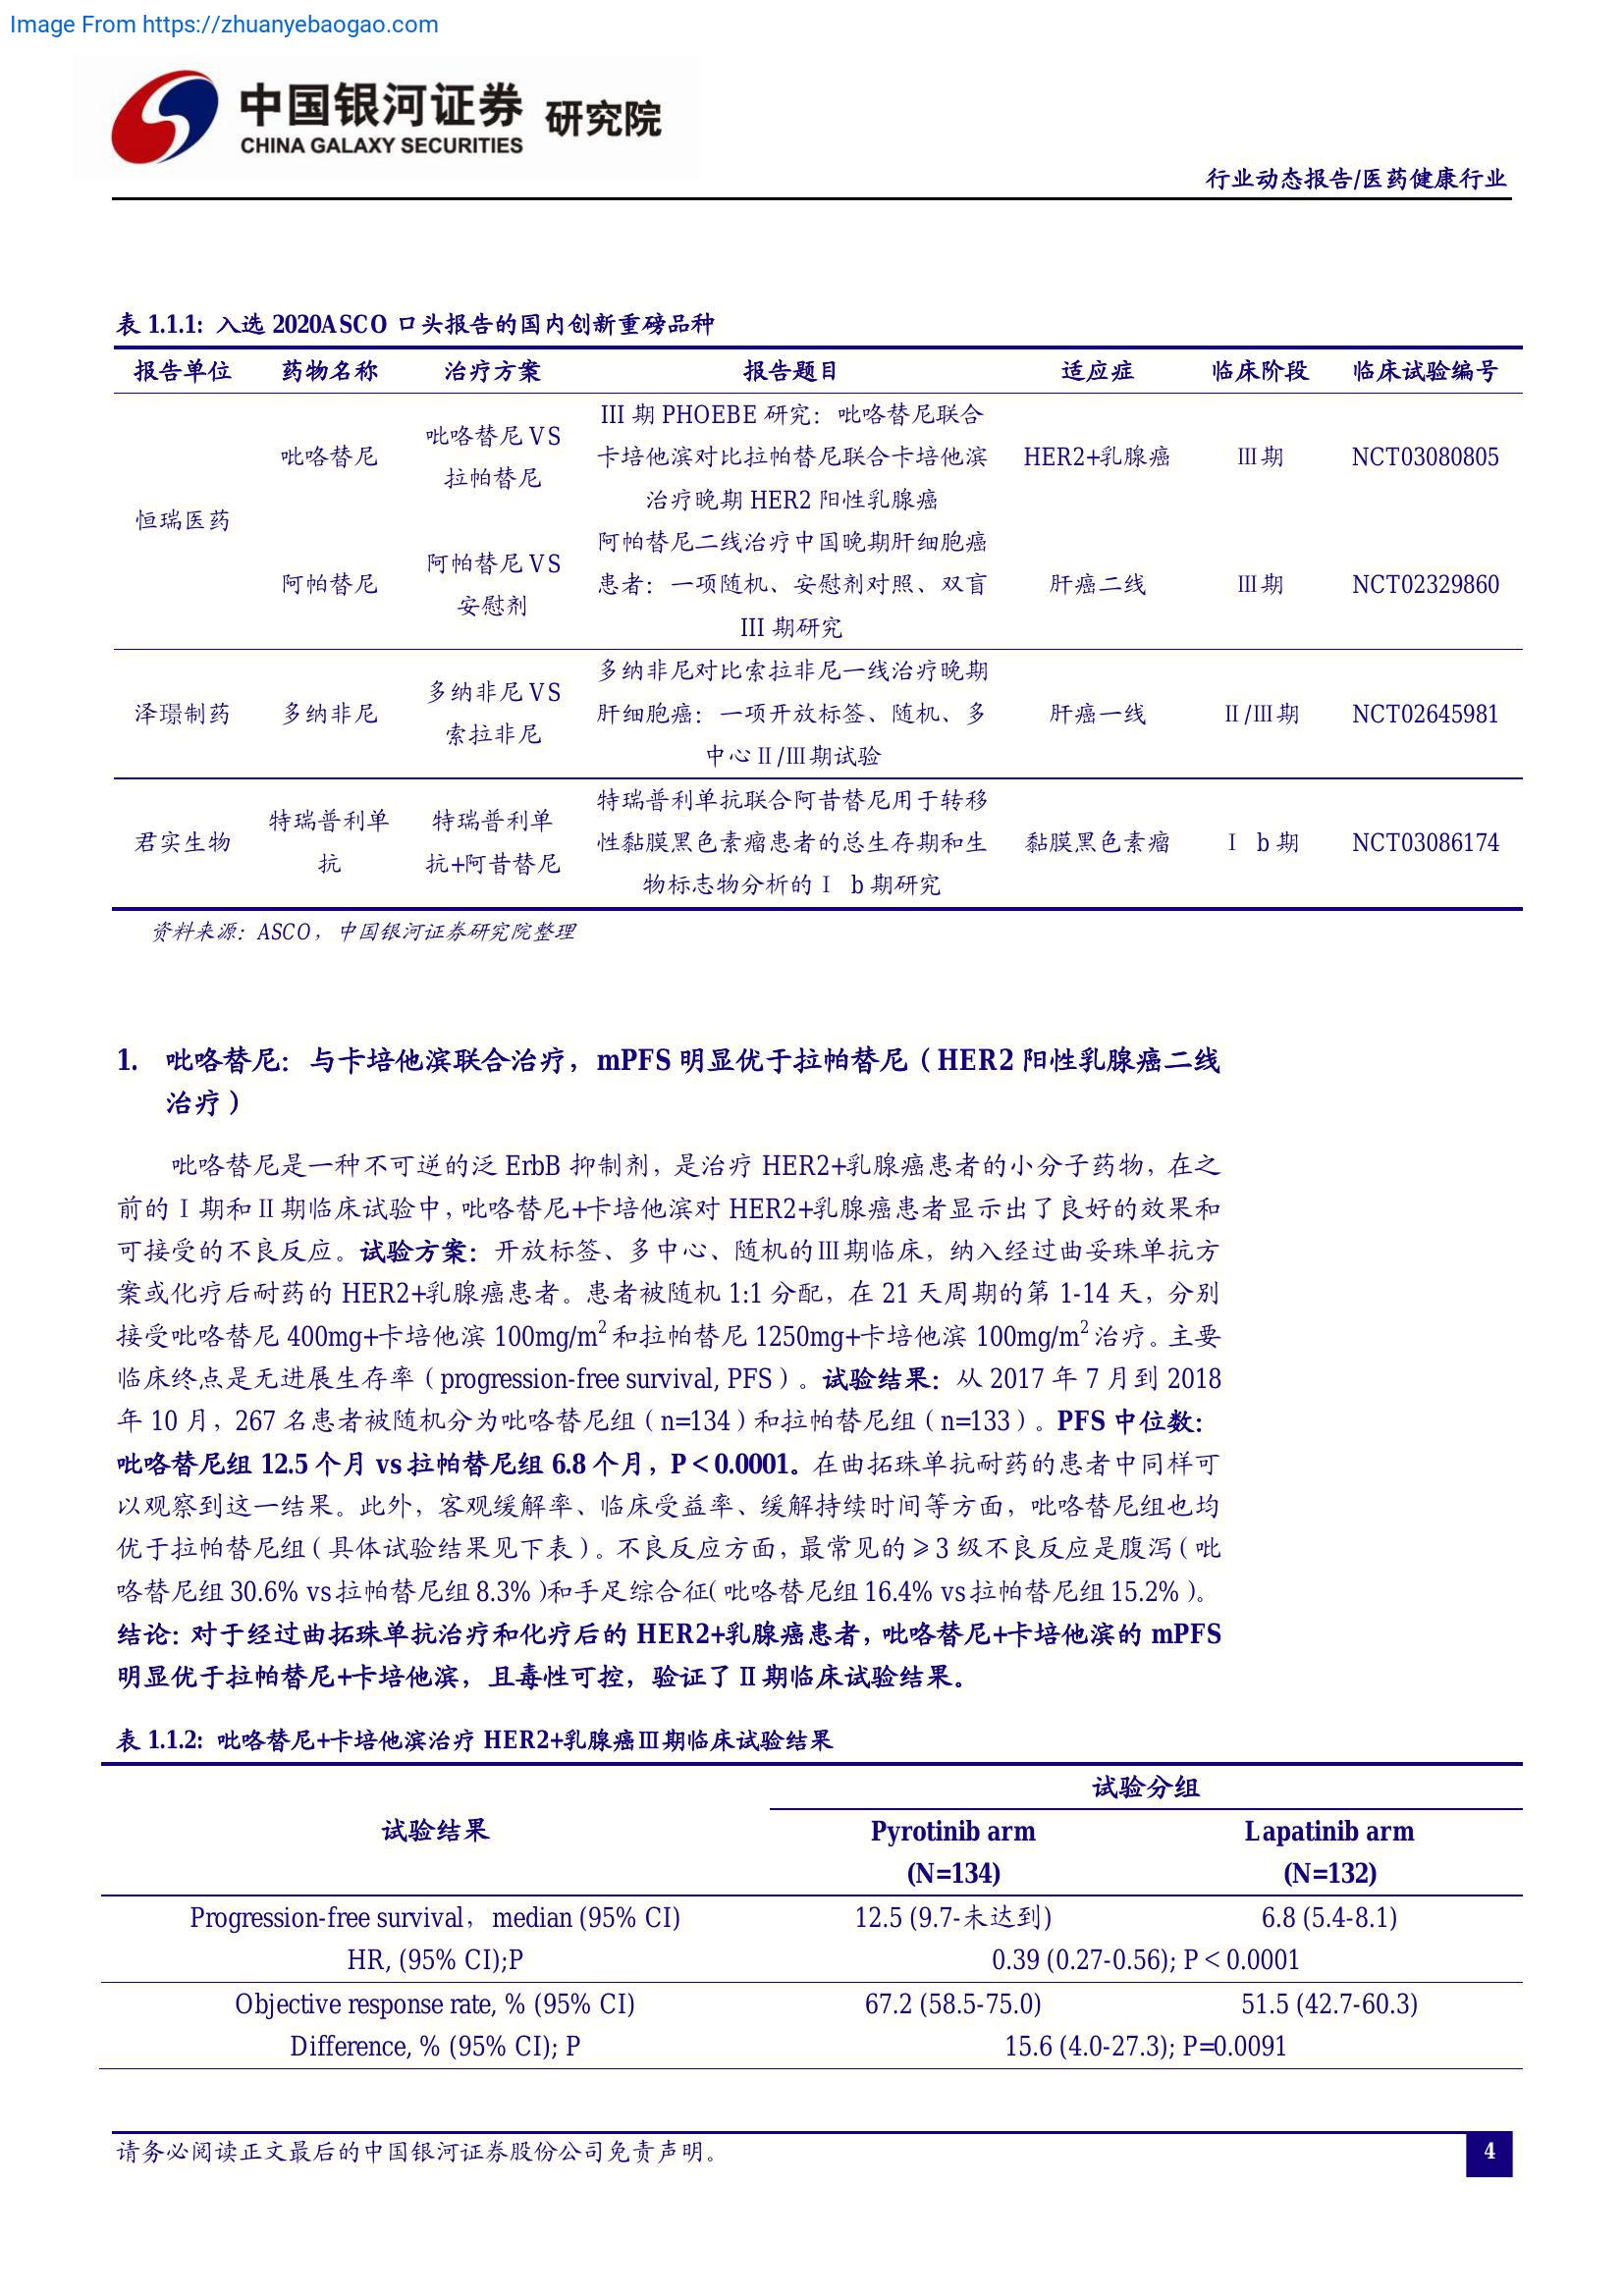 Image From https://zhuanyebaogao.com
中国银河证券 研究院
CHINA GALAXY SECURITIES
行业动态报告/医药健康行业
表 1.1.1: 入选 2020ASCO 口头报告的国内创新重磅品种
报告单位 药物名称 治疗方案 报告题目 适应症 临床阶段 临床试验编号
恒瑞医药
吡咯替尼
吡咯替尼 VS
拉帕替尼
III 期 PHOEBE 研究：吡咯替尼联合
卡培他滨对比拉帕替尼联合卡培他滨
治疗晚期 HER2 阳性乳腺癌
HER2+乳腺癌 Ⅲ期 NCT03080805
阿帕替尼
阿帕替尼 VS
安慰剂
阿帕替尼二线治疗中国晚期肝细胞癌
患者：一项随机、安慰剂对照、双盲
III 期研究
肝癌二线 Ⅲ期 NCT02329860
泽璟制药 多纳非尼
多纳非尼 VS
索拉非尼
多纳非尼对比索拉非尼一线治疗晚期
肝细胞癌：一项开放标签、随机、多
中心Ⅱ/Ⅲ期试验
肝癌一线 Ⅱ/Ⅲ期 NCT02645981
君实生物
特瑞普利单
抗
特瑞普利单
抗+阿昔替尼
特瑞普利单抗联合阿昔替尼用于转移
性黏膜黑色素瘤患者的总生存期和生
物标志物分析的Ⅰ b 期研究
黏膜黑色素瘤 Ⅰ b 期 NCT03086174
资料来源：ASCO，中国银河证券研究院整理
1. 吡咯替尼：与卡培他滨联合治疗，mPFS 明显优于拉帕替尼（HER2 阳性乳腺癌二线
治疗）
吡咯替尼是一种不可逆的泛 ErbB 抑制剂，是治疗 HER2+乳腺癌患者的小分子药物，在之
前的Ⅰ期和Ⅱ期临床试验中，吡咯替尼+卡培他滨对 HER2+乳腺癌患者显示出了良好的效果和
可接受的不良反应。试验方案：开放标签、多中心、随机的Ⅲ期临床，纳入经过曲妥珠单抗方
案或化疗后耐药的 HER2+乳腺癌患者。患者被随机 1:1 分配，在 21 天周期的第 1-14 天，分别
接受吡咯替尼 400mg+卡培他滨 100mg/m²和拉帕替尼 1250mg+卡培他滨 100mg/m²治疗。主要
临床终点是无进展生存率（progression-free survival, PFS）。试验结果：从 2017 年 7 月到 2018
年 10 月，267 名患者被随机分为吡咯替尼组（n=134）和拉帕替尼组（n=133）。PFS 中位数：
吡咯替尼组 12.5 个月 vs 拉帕替尼组 6.8 个月，P＜0.0001。在曲拓珠单抗耐药的患者中同样可
以观察到这一结果。此外，客观缓解率、临床受益率、缓解持续时间等方面，吡咯替尼组也均
优于拉帕替尼组（具体试验结果见下表）。不良反应方面，最常见的≥3 级不良反应是腹泻（吡
咯替尼组 30.6% vs 拉帕替尼组 8.3%）和手足综合征（吡咯替尼组 16.4% vs 拉帕替尼组 15.2%）。
结论：对于经过曲拓珠单抗治疗和化疗后的 HER2+乳腺癌患者，吡咯替尼+卡培他滨的 mPFS
明显优于拉帕替尼+卡培他滨，且毒性可控，验证了Ⅱ期临床试验结果。
表 1.1.2: 吡咯替尼+卡培他滨治疗 HER2+乳腺癌Ⅲ期临床试验结果
试验结果
试验分组
Pyrotinib arm Lapatinib arm
(N=134) (N=132)
Progression-free survival，median (95% CI) 12.5 (9.7-未达到) 6.8 (5.4-8.1)
HR, (95% CI);P 0.39 (0.27-0.56); P＜0.0001
Objective response rate, % (95% CI) 67.2 (58.5-75.0) 51.5 (42.7-60.3)
Difference, % (95% CI); P 15.6 (4.0-27.3); P=0.0091
请务必阅读正文最后的中国银河证券股份公司免责声明。
4